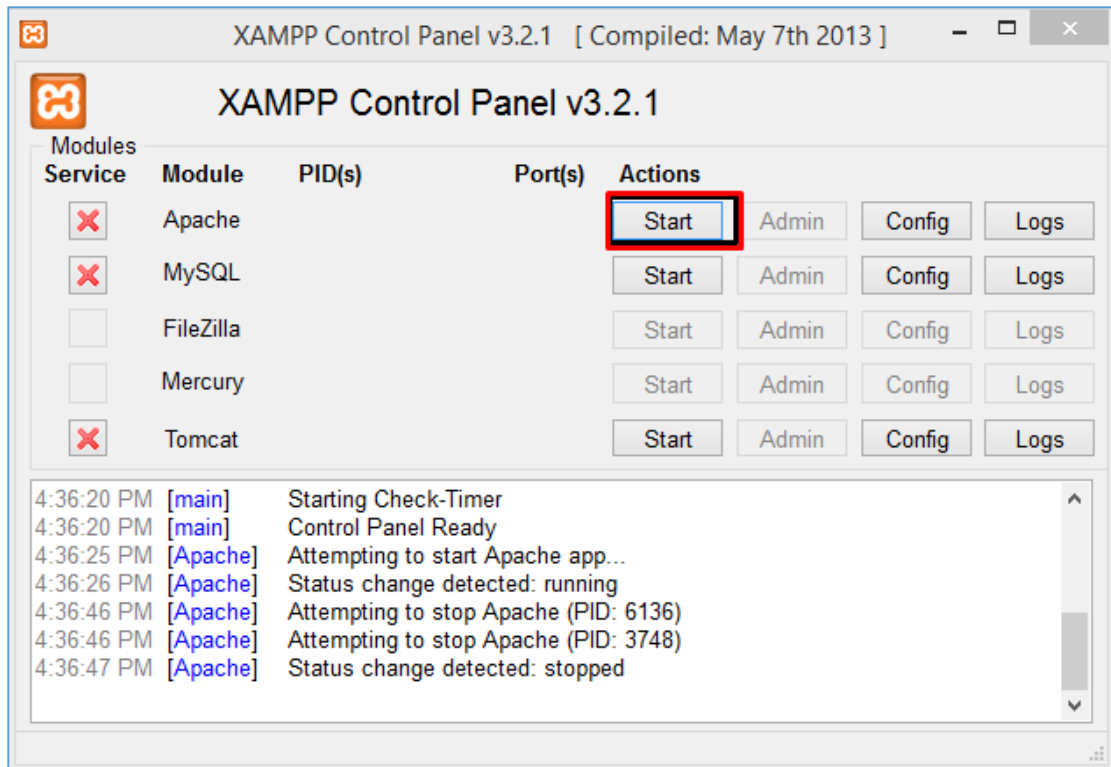 XAMPP Control Panel v3.2.1 [ Compiled: May 7th 2013 ]
XAMPP Control Panel v3.2.1
Modules
Service Module PID(s) Port(s) Actions
Apache Start Admin Config Logs
MySQL Start Admin Config Logs
FileZilla Start Admin Config Logs
Mercury Start Admin Config Logs
Tomcat Start Admin Config Logs
4:36:20 PM [main] Starting Check-Timer
4:36:20 PM [main] Control Panel Ready
4:36:25 PM [Apache] Attempting to start Apache app...
4:36:26 PM [Apache] Status change detected: running
4:36:46 PM [Apache] Attempting to stop Apache (PID: 6136)
4:36:46 PM [Apache] Attempting to stop Apache (PID: 3748)
4:36:47 PM [Apache] Status change detected: stopped